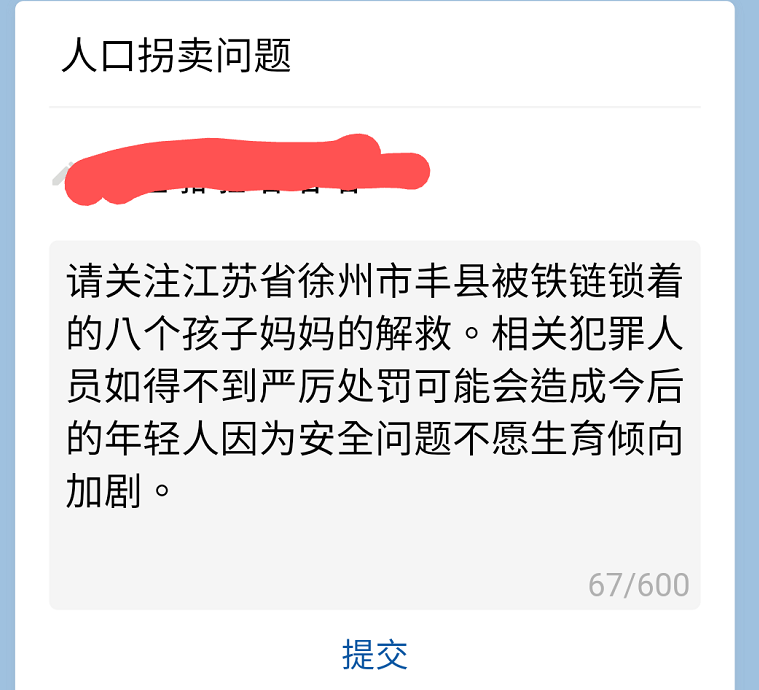 人口拐卖问题
请关注江苏省徐州市丰县被铁链锁着
的八个孩子妈妈的解救。相关犯罪人
员如得不到严厉处罚可能会造成今后
的年轻人因为安全问题不愿生育倾向
加剧。
67/600
提交